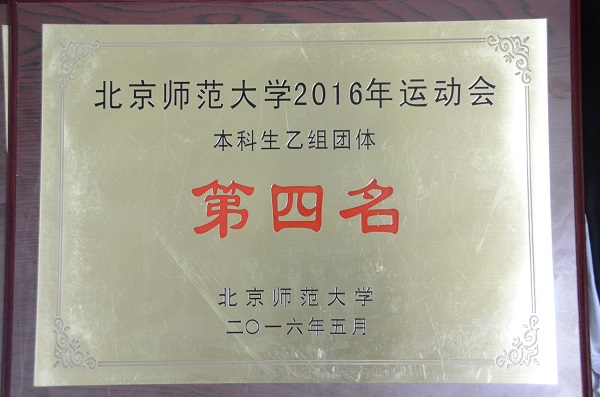 北京师范大学2016年运动会
本科生乙组团体
第四名
北京师范大学
二〇一六年五月